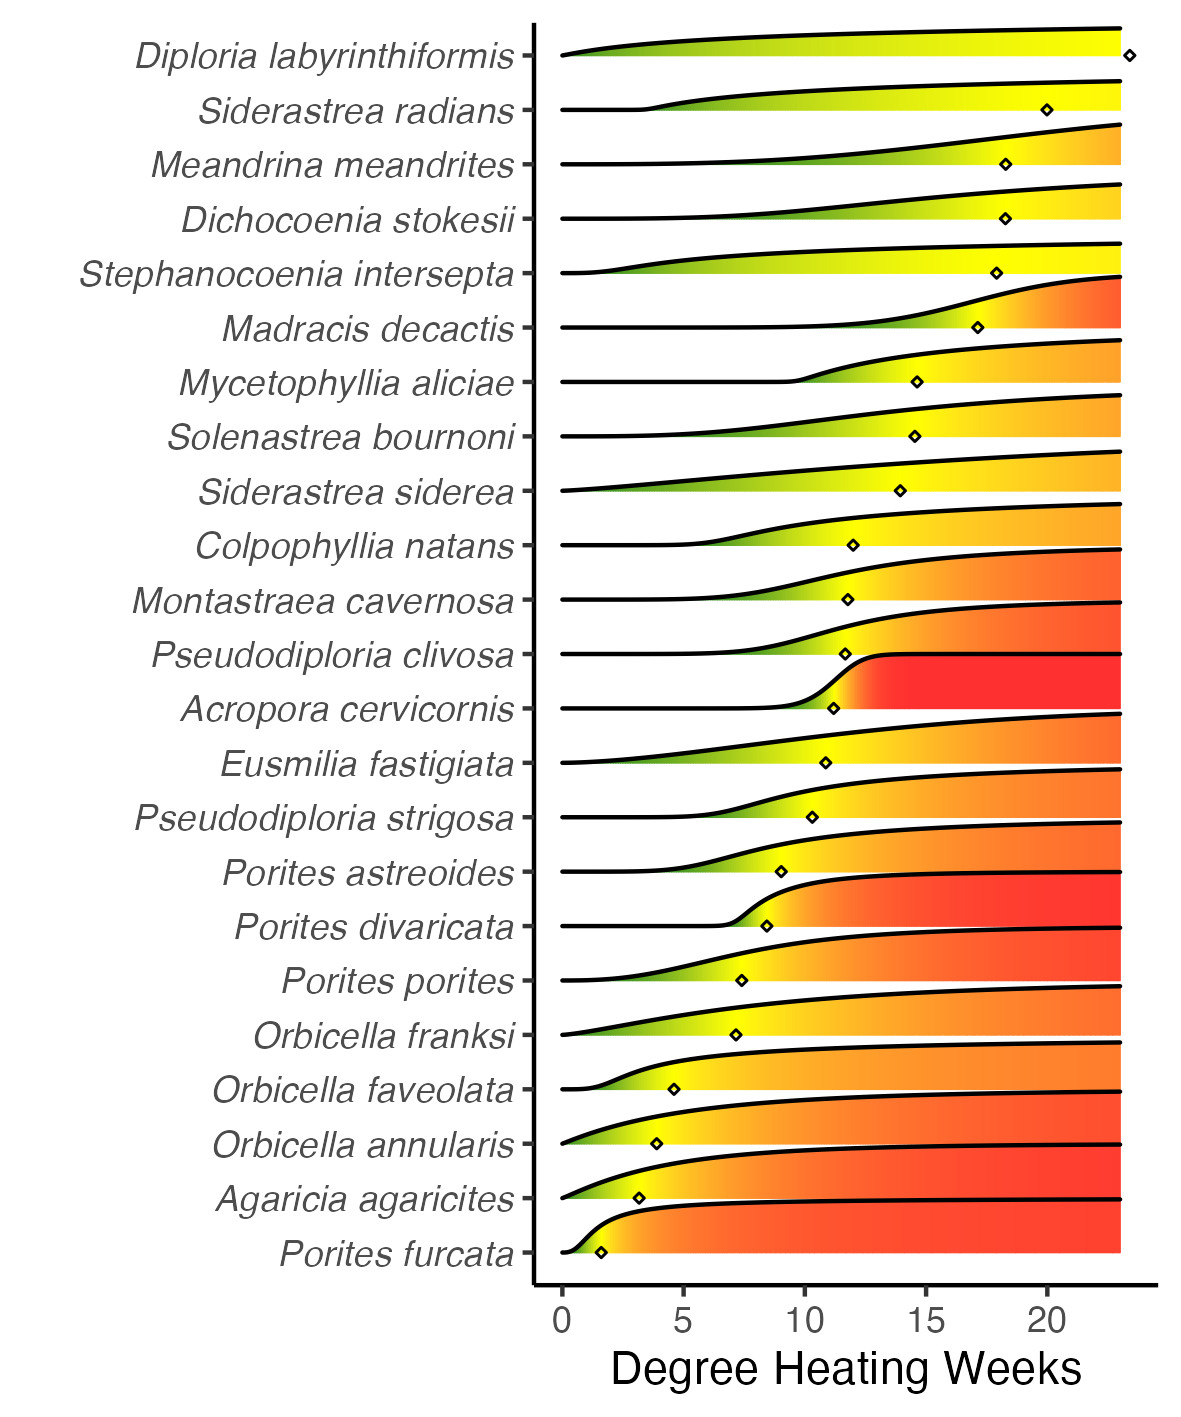 Diploria labyrinthiformis
Siderastrea radians
Meandrina meandrites
Dichocoenia stokesii
Stephanocoenia intersepta
Madracis decactis
Mycetophyllia aliciae
Solenastrea bournoni
Siderastrea siderea
Colpophyllia natans
Montastraea cavernosa
Pseudodiploria clivosa
Acropora cervicornis
Eusmilia fastigiata
Pseudodiploria strigosa
Porites astreoides
Porites divaricata
Porites porites
Orbicella franksi
Orbicella faveolata
Orbicella annularis
Agaricia agaricites
Porites furcata
0 5 10 15 20
Degree Heating Weeks